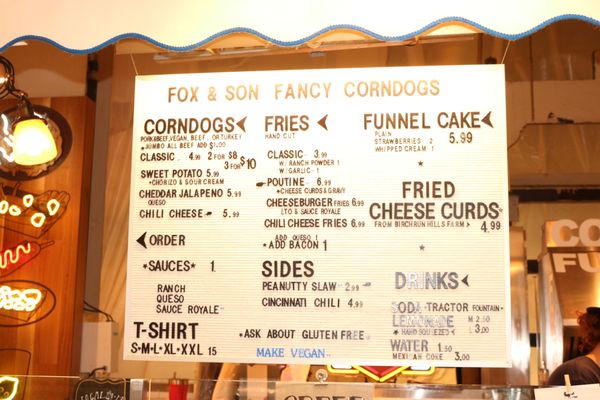 FOX & SON FANCY CORNDOGS
CORNDOGS
PORK&BEEF, VEGAN, BEEF, OR TURKEY
*JUMBO ALL BEEF ADD $1.00
CLASSIC 4.99 2 FOR $8
3 FOR $10
SWEET POTATO 5.99
*CHORIZO & SOUR CREAM
CHEDDAR JALAPENO 5.99
QUESO
CHILI CHEESE 5.99
ORDER
*SAUCES* 1
RANCH
QUESO
SAUCE ROYALE
T-SHIRT
S-M-L-XL-XXL 15
FRIES
HAND CUT
CLASSIC 3.99
W/ RANCH POWDER 1
W/ GARLIC 1
POUTINE 6.99
*CHEESE CURDS & GRAVY
CHEESEBURGER FRIES 6.99
LTO & SAUCE ROYALE
CHILI CHEESE FRIES 6.99
ADD QUESO 1
*ADD BACON 1
SIDES
PEANUTTY SLAW 2.99
CINCINNATI CHILI 4.99
*ASK ABOUT GLUTEN FREE*
MAKE VEGAN
FUNNEL CAKE
PLAIN 5.99
STRAWBERRIES 2
WHIPPED CREAM 1
*
FRIED
CHEESE CURDS
FROM BIRCHRUN HILLS FARM 4.99
*
DRINKS
SODA -TRACTOR FOUNTAIN-
LEMONADE M 2.50
* HAND SQUEEZED L 3.00
WATER 1.50
MEXICAN COKE 3.00
CO
FU